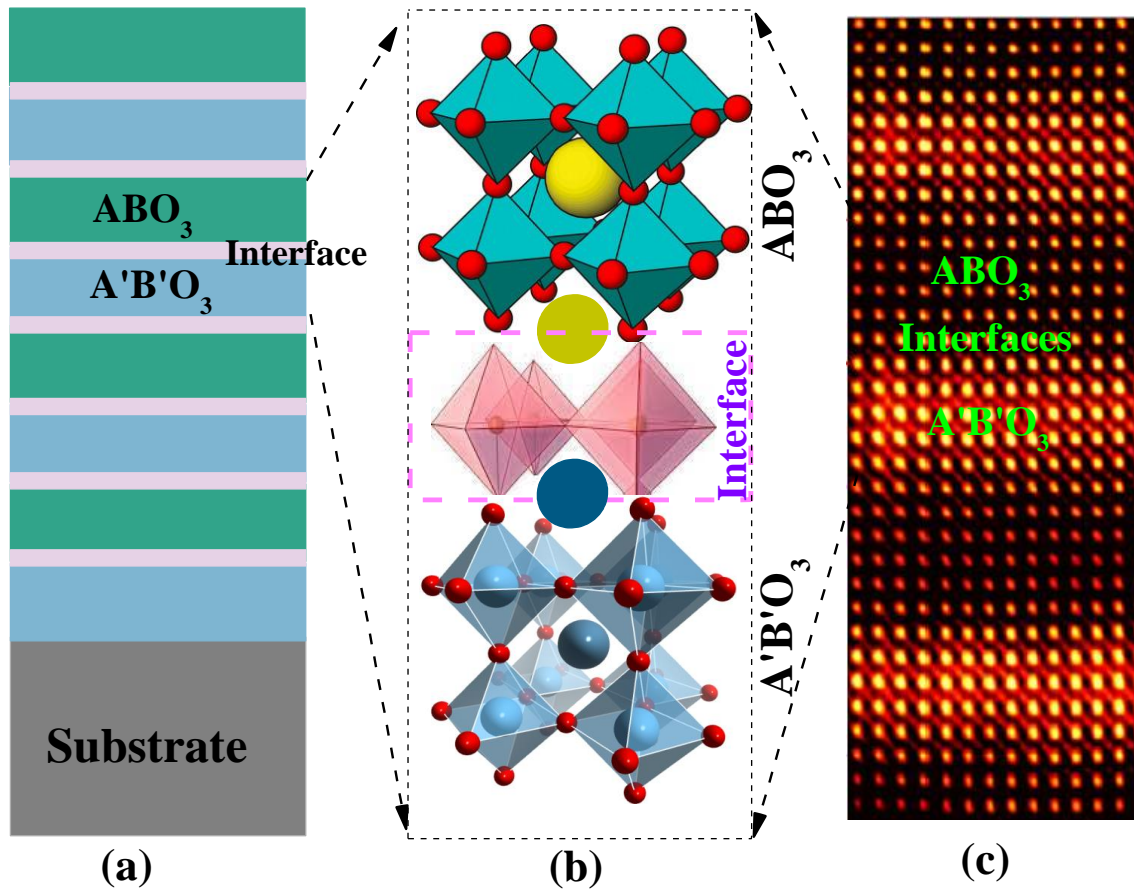 ABO₃
Interface
A'B'O₃
Substrate
(a)
ABO₃
Interface
A'B'O₃
(b)
ABO₃
Interfaces
A'B'O₃
(c)